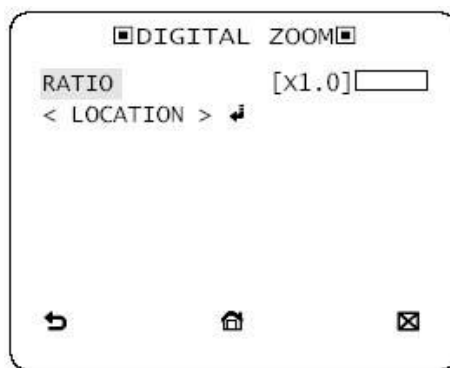 ▣DIGITAL ZOOM▣
RATIO [X1.0]
< LOCATION > ↲